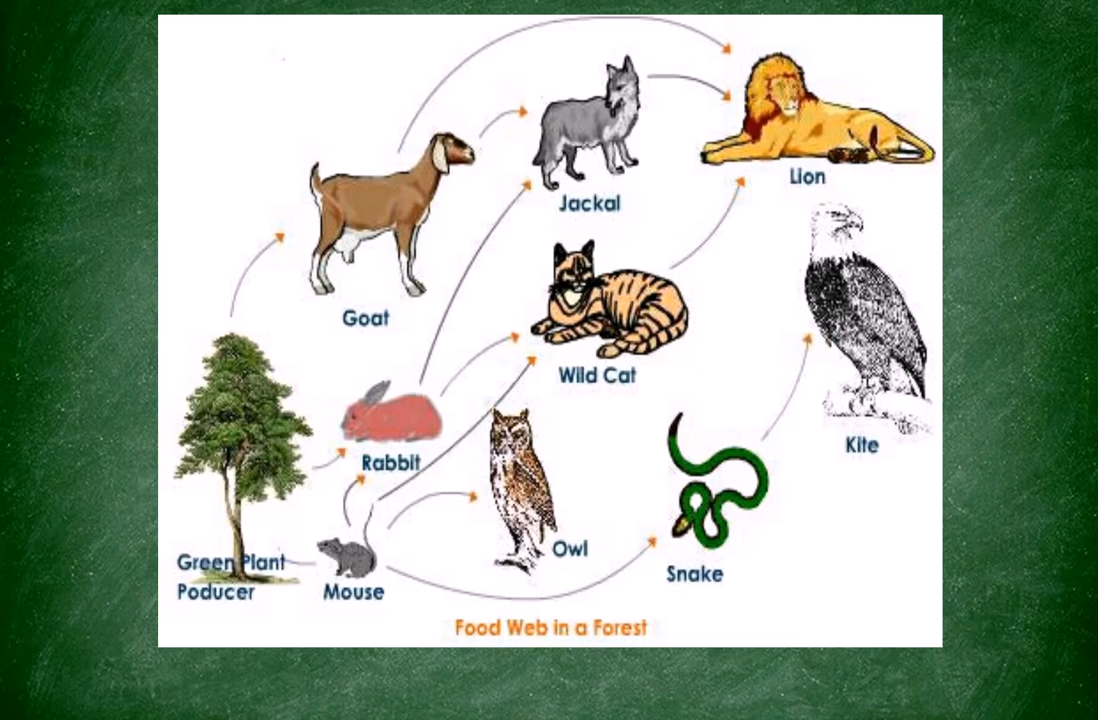 Lion
Jackal
Goat
Wild Cat
Kite
Rabbit
Owl
Green Plant
Poducer
Mouse
Snake
Food Web in a Forest